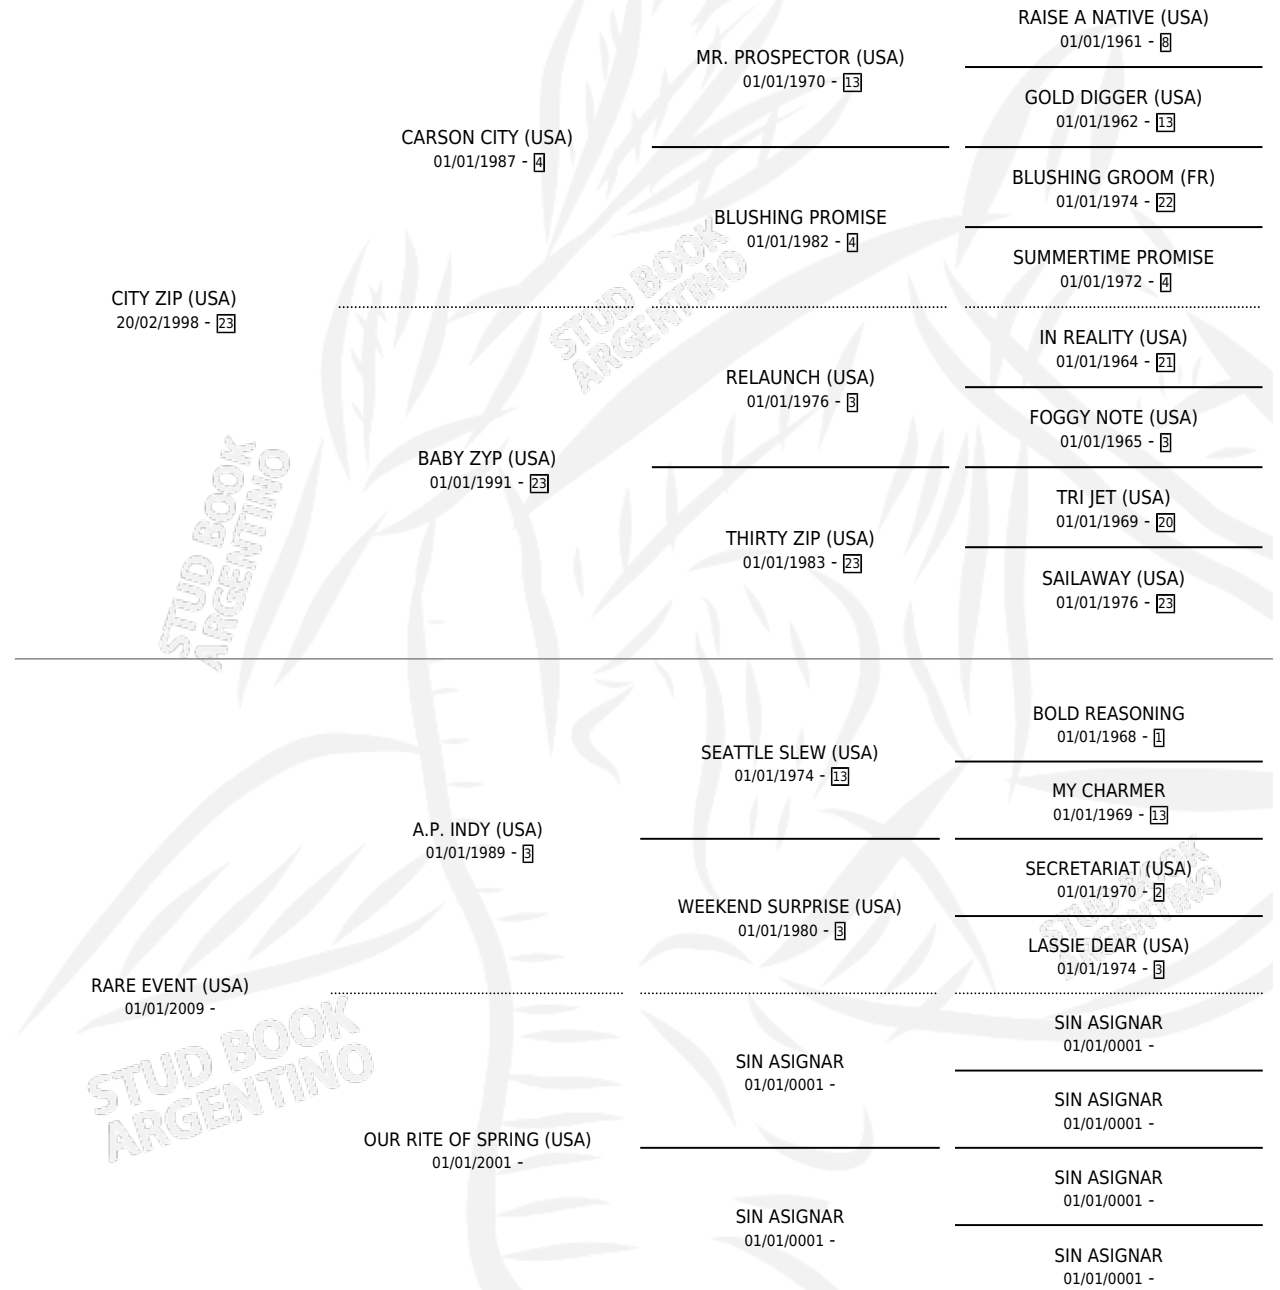 RAISE A NATIVE (USA)
01/01/1961 - 8
MR. PROSPECTOR (USA)
01/01/1970 - 13
GOLD DIGGER (USA)
01/01/1962 - 13
CARSON CITY (USA)
01/01/1987 - 4
BLUSHING GROOM (FR)
01/01/1974 - 22
BLUSHING PROMISE
01/01/1982 - 4
SUMMERTIME PROMISE
01/01/1972 - 4
CITY ZIP (USA)
20/02/1998 - 23
IN REALITY (USA)
01/01/1964 - 21
RELAUNCH (USA)
01/01/1976 - 3
FOGGY NOTE (USA)
01/01/1965 - 3
BABY ZYP (USA)
01/01/1991 - 23
TRI JET (USA)
01/01/1969 - 20
THIRTY ZIP (USA)
01/01/1983 - 23
SAILAWAY (USA)
01/01/1976 - 23
BOLD REASONING
01/01/1968 - 1
SEATTLE SLEW (USA)
01/01/1974 - 13
MY CHARMER
01/01/1969 - 13
A.P. INDY (USA)
01/01/1989 - 3
SECRETARIAT (USA)
01/01/1970 - 2
WEEKEND SURPRISE (USA)
01/01/1980 - 3
LASSIE DEAR (USA)
01/01/1974 - 3
RARE EVENT (USA)
01/01/2009 -
SIN ASIGNAR
01/01/0001 -
SIN ASIGNAR
01/01/0001 -
SIN ASIGNAR
01/01/0001 -
OUR RITE OF SPRING (USA)
01/01/2001 -
SIN ASIGNAR
01/01/0001 -
SIN ASIGNAR
01/01/0001 -
SIN ASIGNAR
01/01/0001 -
STUD BOOK
ARGENTINO
STUD BOOK
ARGENTINO
STUD BOOK
ARGENTINO
STUD BOOK
ARGENTINO